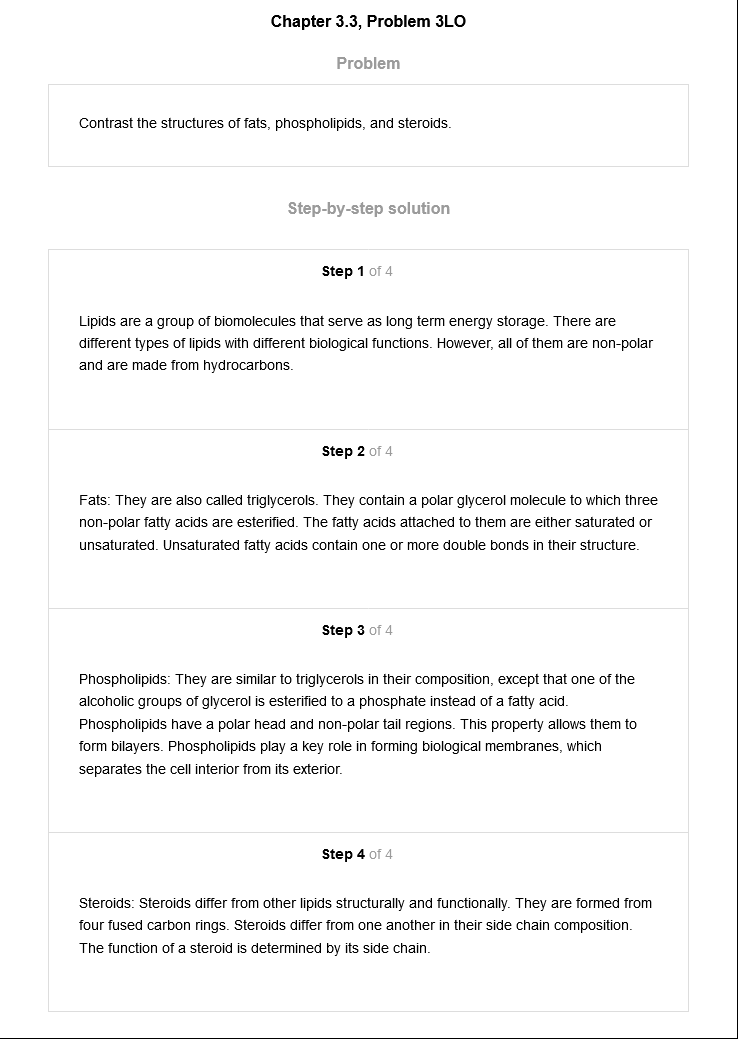 Chapter 3.3, Problem 3LO
Problem
Contrast the structures of fats, phospholipids, and steroids.
Step-by-step solution
Step 1 of 4
Lipids are a group of biomolecules that serve as long term energy storage. There are
different types of lipids with different biological functions. However, all of them are non-polar
and are made from hydrocarbons.
Step 2 of 4
Fats: They are also called triglycerols. They contain a polar glycerol molecule to which three
non-polar fatty acids are esterified. The fatty acids attached to them are either saturated or
unsaturated. Unsaturated fatty acids contain one or more double bonds in their structure.
Step 3 of 4
Phospholipids: They are similar to triglycerols in their composition, except that one of the
alcoholic groups of glycerol is esterified to a phosphate instead of a fatty acid.
Phospholipids have a polar head and non-polar tail regions. This property allows them to
form bilayers. Phospholipids play a key role in forming biological membranes, which
separates the cell interior from its exterior.
Step 4 of 4
Steroids: Steroids differ from other lipids structurally and functionally. They are formed from
four fused carbon rings. Steroids differ from one another in their side chain composition.
The function of a steroid is determined by its side chain.